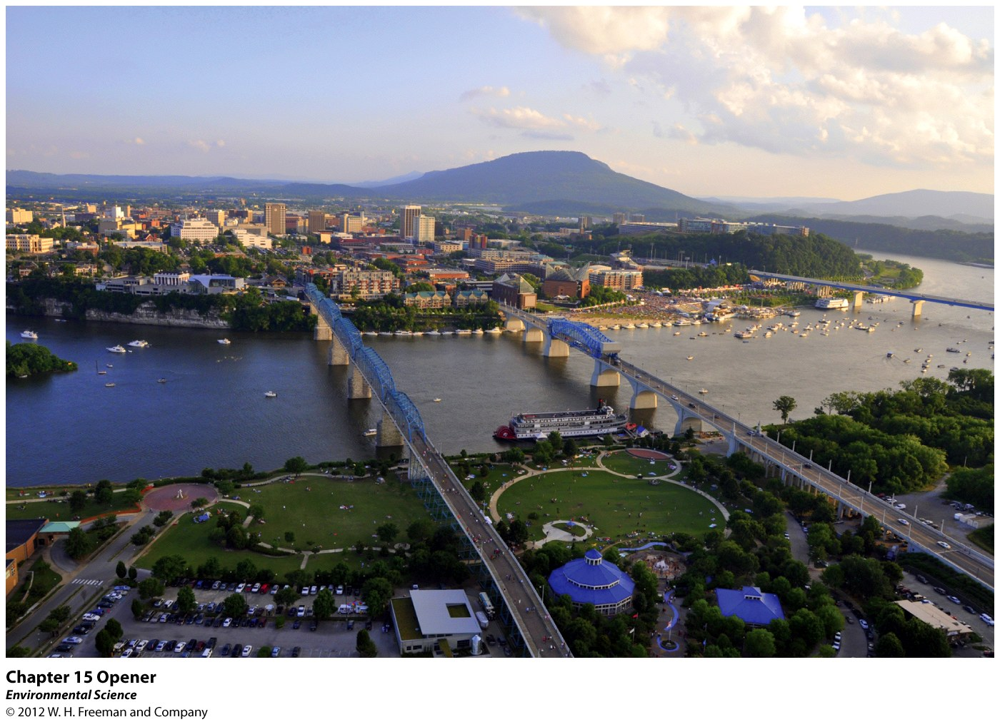 Chapter 15 Opener
Environmental Science
© 2012 W. H. Freeman and Company